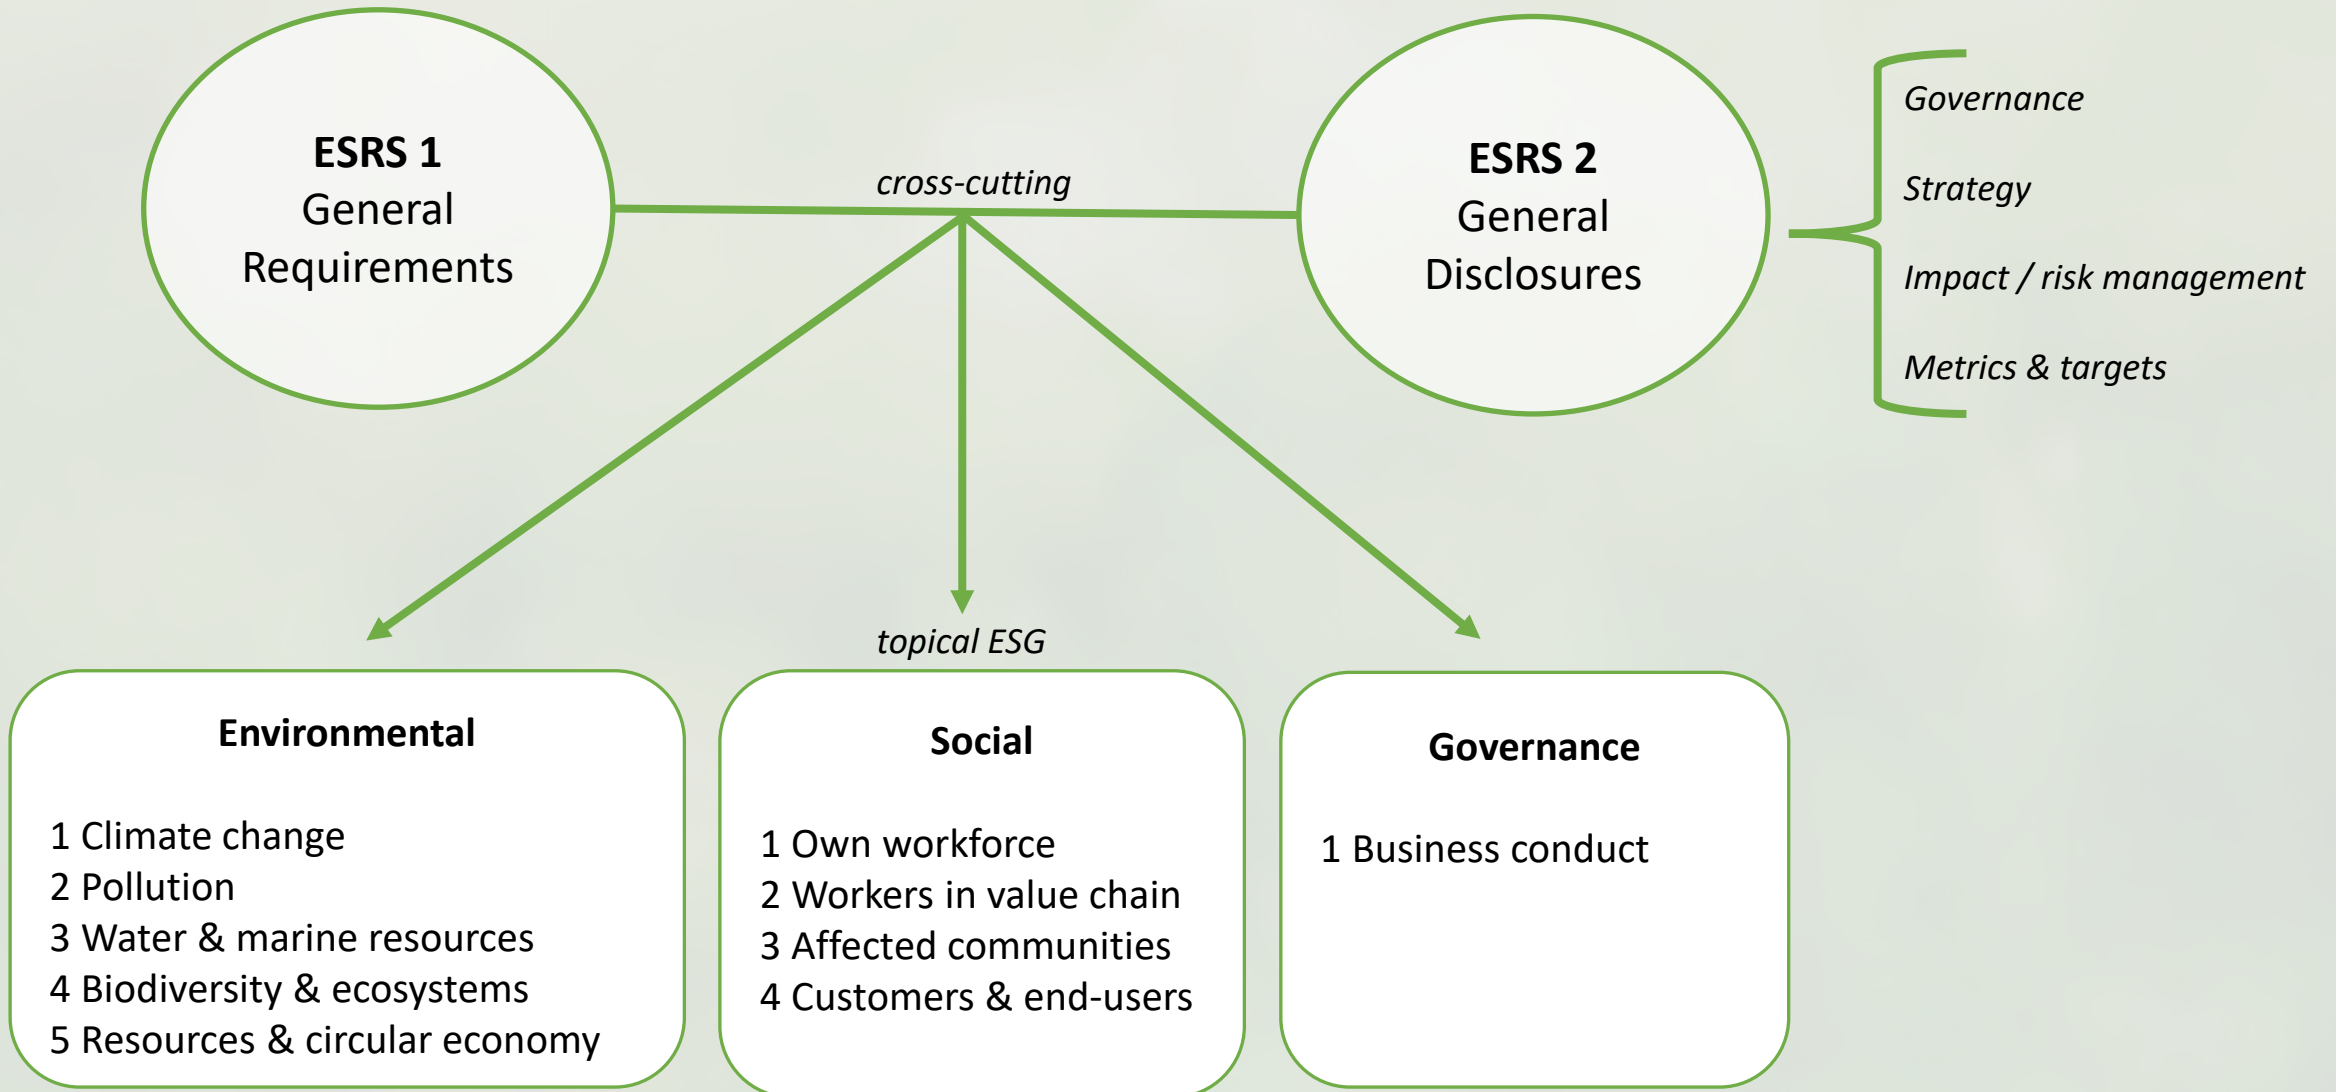 ESRS 1
General
Requirements
cross-cutting
ESRS 2
General
Disclosures
Governance
Strategy
Impact / risk management
Metrics & targets
topical ESG
Environmental
1 Climate change
2 Pollution
3 Water & marine resources
4 Biodiversity & ecosystems
5 Resources & circular economy
Social
1 Own workforce
2 Workers in value chain
3 Affected communities
4 Customers & end-users
Governance
1 Business conduct